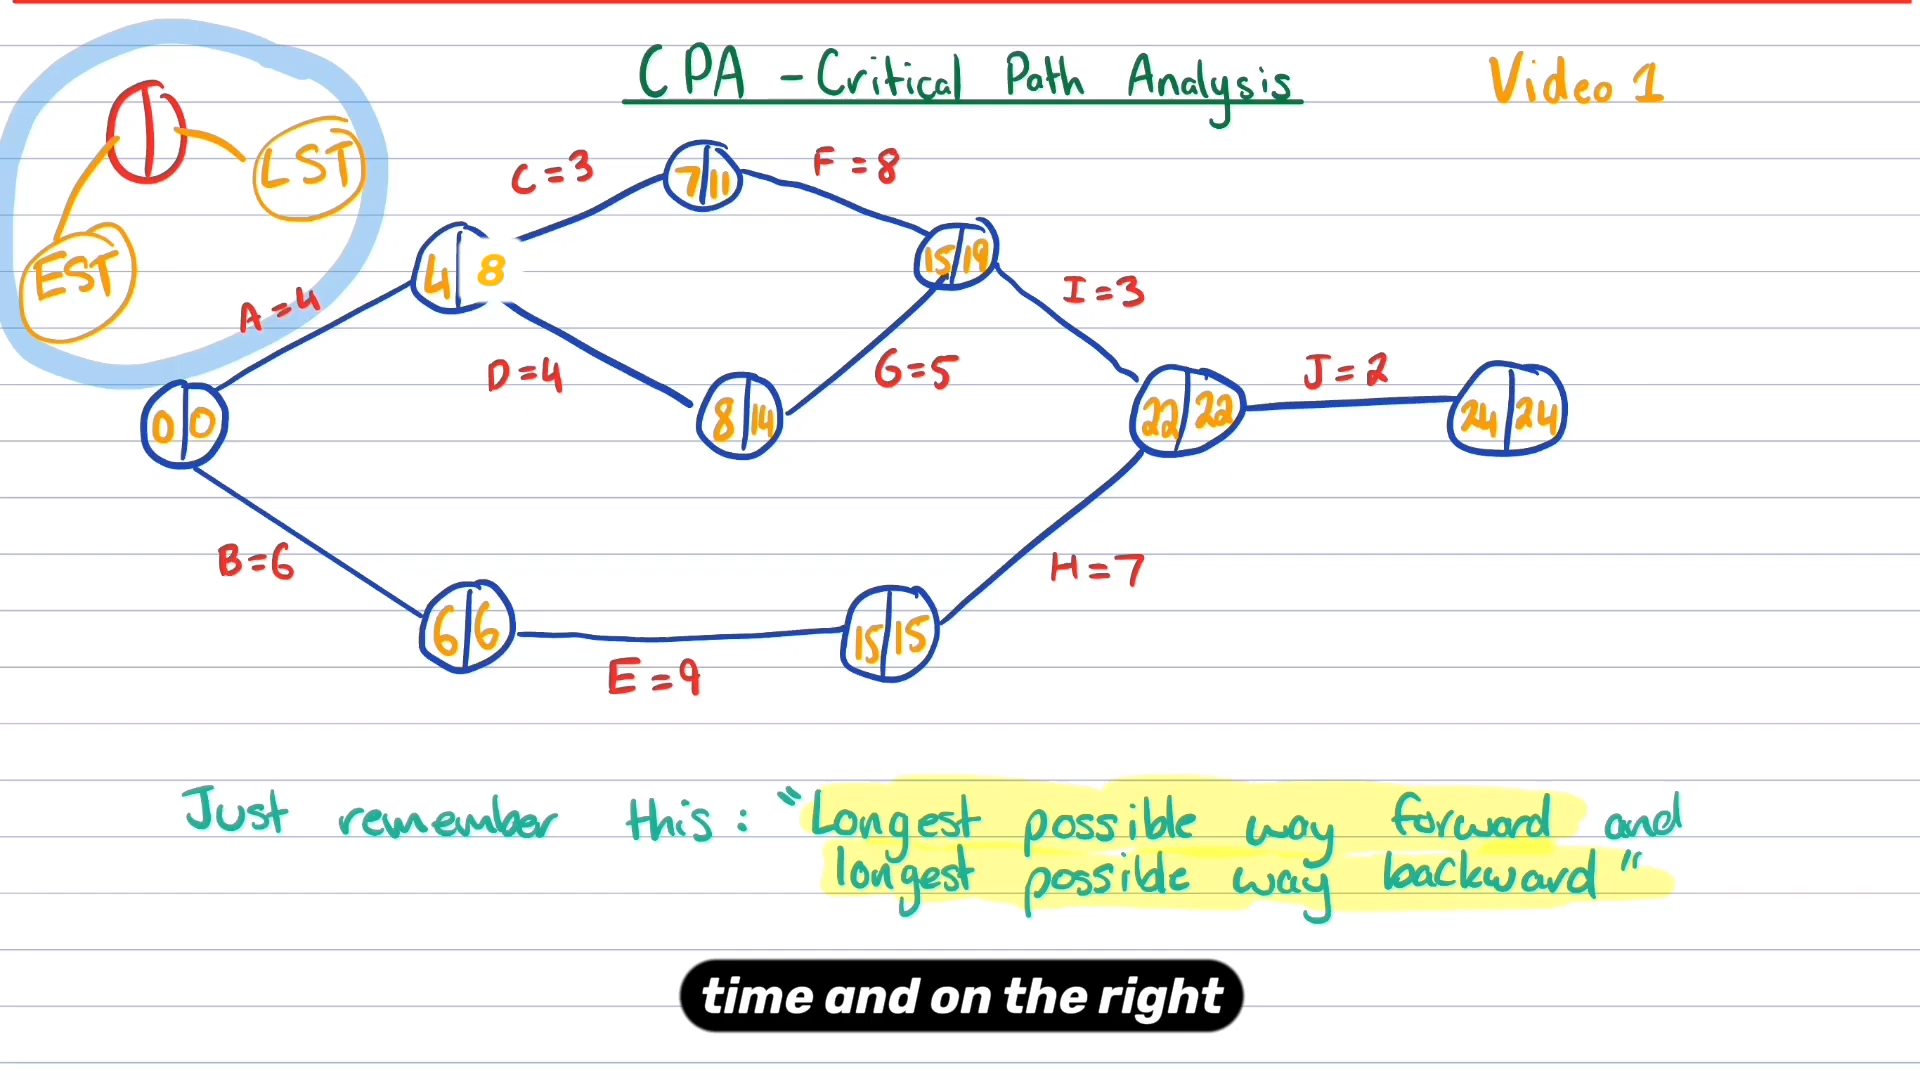 CPA - Critical Path Analysis
Video 1
LST
EST
A=4
C=3
7 11
F=8
4 8
15 19
I=3
D=4
G=5
J=2
0 0
8 14
22 22
24 24
B=6
H=7
6 6
15 15
E=9
Just remember this: "Longest possible way forward and
longest possible way backward"
time and on the right